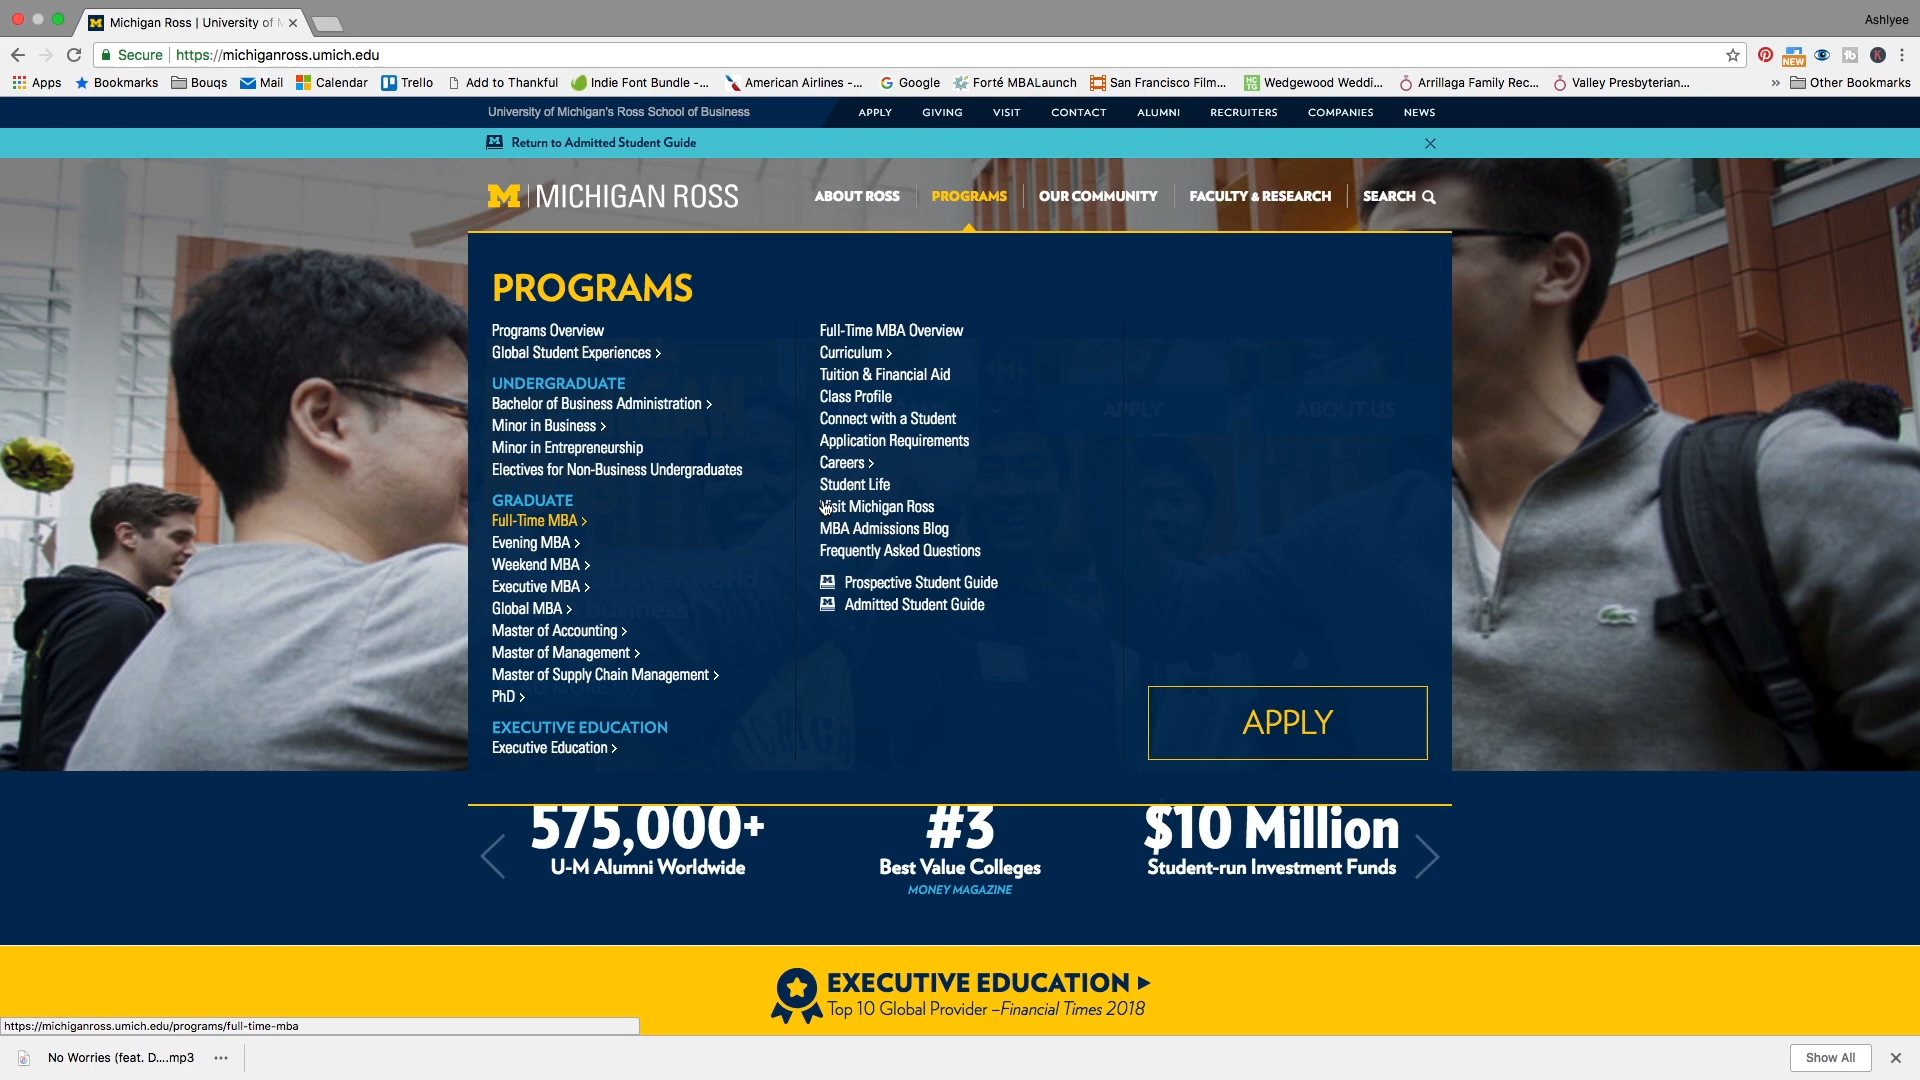 Michigan Ross | University of
Ashlyee
Secure
https://michiganross.umich.edu
Apps
Bookmarks
Bouqs
Mail
Calendar
Trello
Add to Thankful
Indie Font Bundle -...
American Airlines -...
Google
Forté MBALaunch
San Francisco Film...
Wedgewood Weddi...
Arrillaga Family Rec...
Valley Presbyterian...
» Other Bookmarks
NEW
University of Michigan's Ross School of Business
APPLY
GIVING
VISIT
CONTACT
ALUMNI
RECRUITERS
COMPANIES
NEWS
Return to Admitted Student Guide
M | MICHIGAN ROSS
ABOUT ROSS
PROGRAMS
OUR COMMUNITY
FACULTY & RESEARCH
SEARCH
PROGRAMS
Programs Overview
Global Student Experiences >
UNDERGRADUATE
Bachelor of Business Administration >
Minor in Business >
Minor in Entrepreneurship
Electives for Non-Business Undergraduates
GRADUATE
Full-Time MBA >
Evening MBA >
Weekend MBA >
Executive MBA >
Global MBA >
Master of Accounting >
Master of Management >
Master of Supply Chain Management >
PhD >
EXECUTIVE EDUCATION
Executive Education >
Full-Time MBA Overview
Curriculum >
Tuition & Financial Aid
Class Profile
Connect with a Student
Application Requirements
Careers >
Student Life
Visit Michigan Ross
MBA Admissions Blog
Frequently Asked Questions
Prospective Student Guide
Admitted Student Guide
APPLY
ABOUT US
APPLY
575,000+
U-M Alumni Worldwide
#3
Best Value Colleges
MONEY MAGAZINE
$10 Million
Student-run Investment Funds
EXECUTIVE EDUCATION
Top 10 Global Provider –Financial Times 2018
https://michiganross.umich.edu/programs/full-time-mba
No Worries (feat. D....mp3
Show All